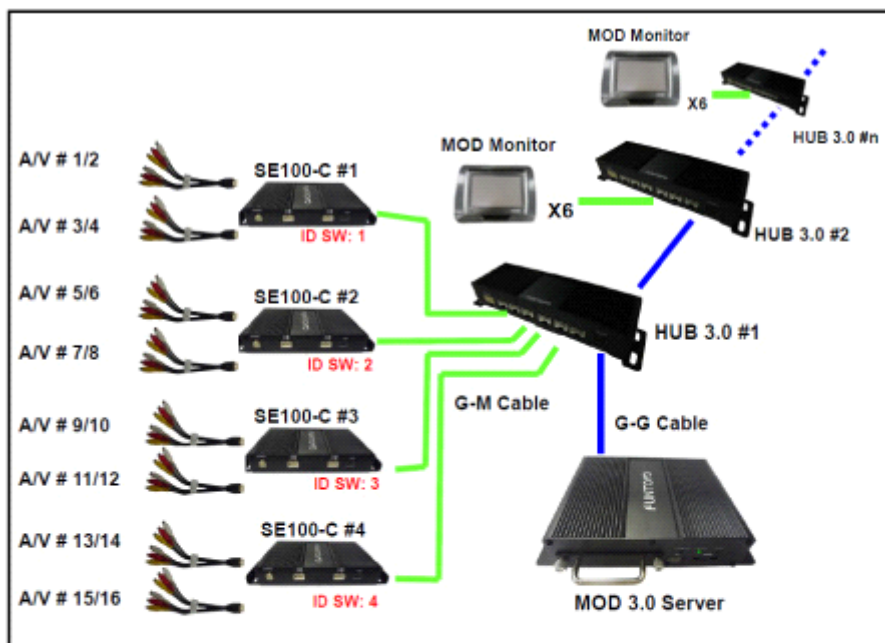 MOD Monitor
X6
HUB 3.0 #n
MOD Monitor
X6
HUB 3.0 #2
A/V # 1/2
SE100-C #1
A/V # 3/4
ID SW: 1
A/V # 5/6
SE100-C #2
HUB 3.0 #1
A/V # 7/8
ID SW: 2
G-M Cable
A/V # 9/10
SE100-C #3
G-G Cable
A/V # 11/12
ID SW: 3
FUNTORO
A/V # 13/14
SE100-C #4
A/V # 15/16
ID SW: 4
MOD 3.0 Server